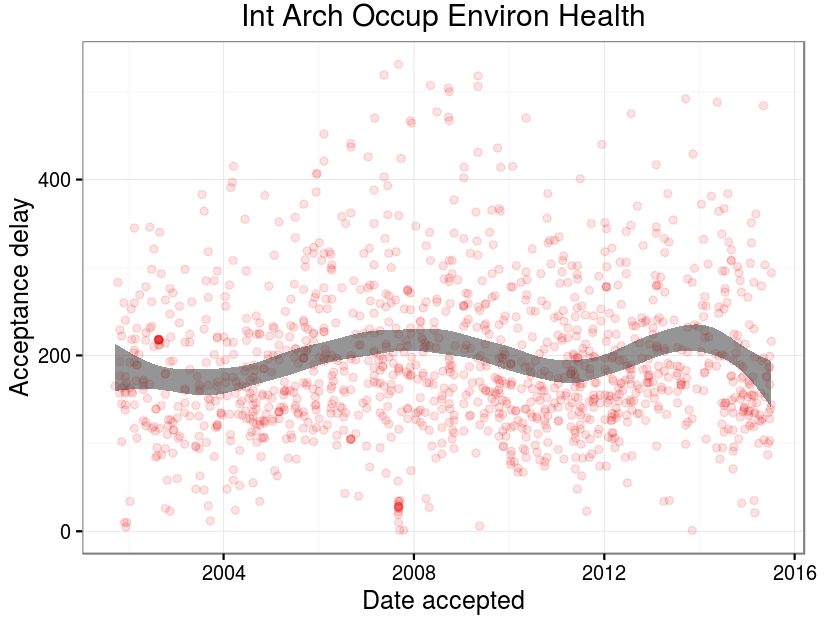 Int Arch Occup Environ Health
Acceptance delay
400
200
0
2004
2008
2012
2016
Date accepted